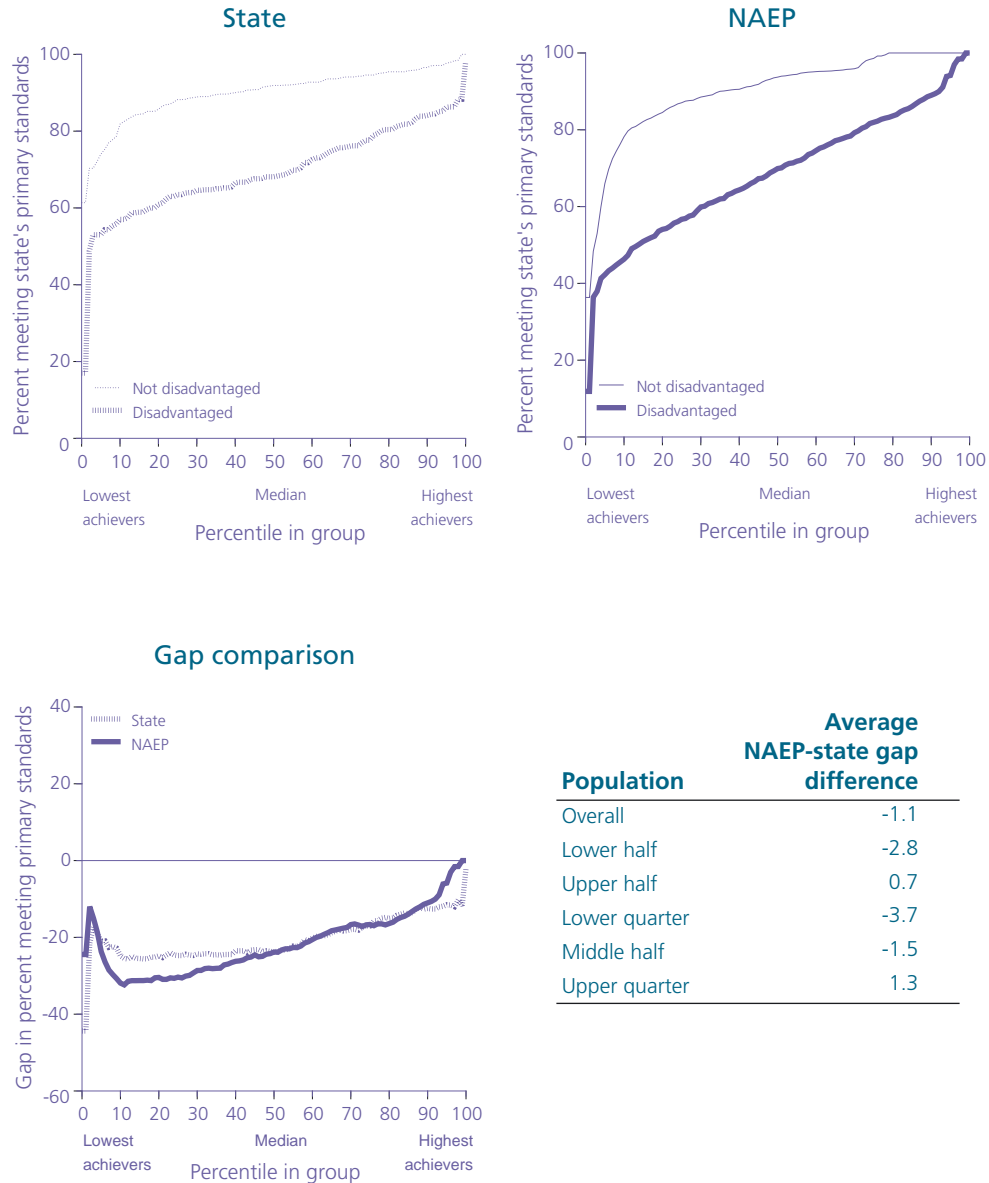 State
Percent meeting state's primary standards
100
80
60
40
20
0
Not disadvantaged
Disadvantaged
0 10 20 30 40 50 60 70 80 90 100
Lowest achievers
Median
Highest achievers
Percentile in group
NAEP
Percent meeting state's primary standards
100
80
60
40
20
0
Not disadvantaged
Disadvantaged
0 10 20 30 40 50 60 70 80 90 100
Lowest achievers
Median
Highest achievers
Percentile in group
Gap comparison
Gap in percent meeting primary standards
40
20
0
-20
-40
-60
State
NAEP
0 10 20 30 40 50 60 70 80 90 100
Lowest achievers
Median
Highest achievers
Percentile in group
Average
NAEP-state gap
Population difference
Overall -1.1
Lower half -2.8
Upper half 0.7
Lower quarter -3.7
Middle half -1.5
Upper quarter 1.3